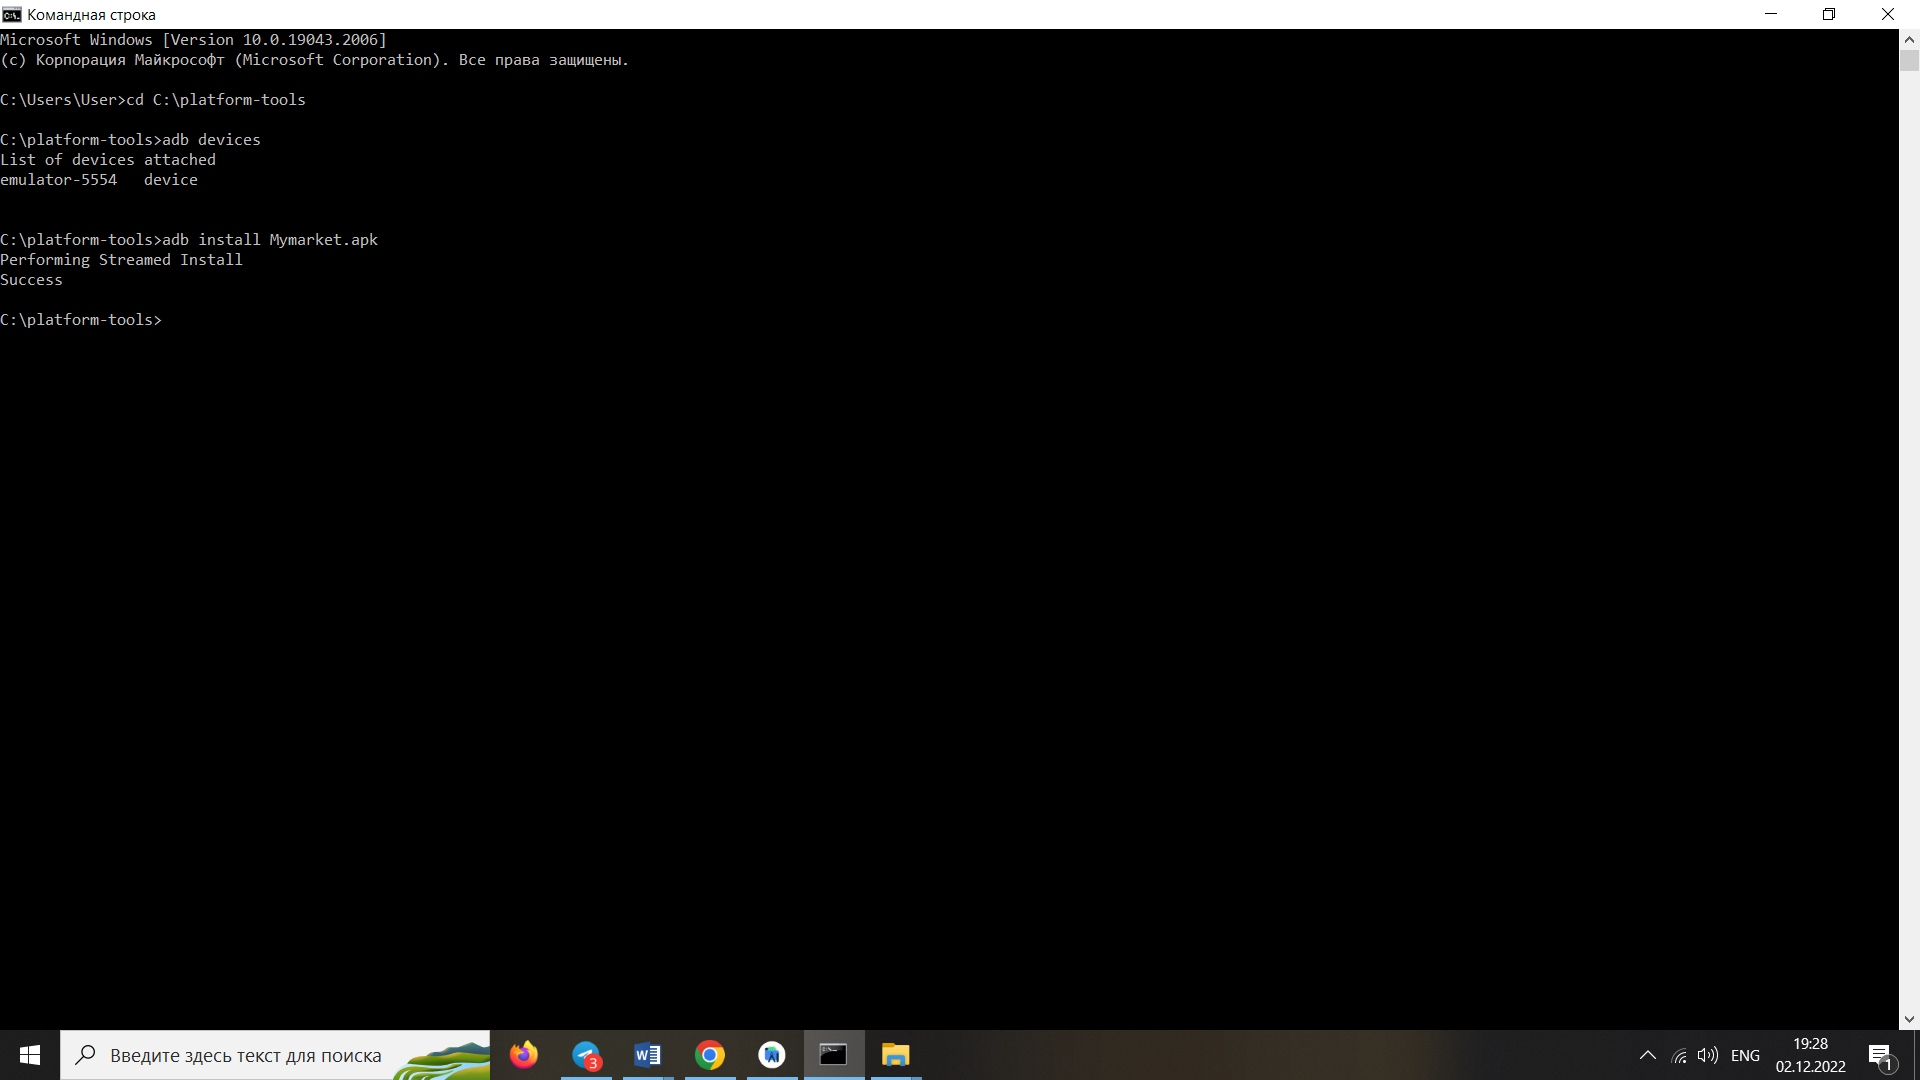 Командная строка
Microsoft Windows [Version 10.0.19043.2006]
(c) Корпорация Майкрософт (Microsoft Corporation). Все права защищены.
C:\Users\User>cd C:\platform-tools
C:\platform-tools>adb devices
List of devices attached
emulator-5554   device
C:\platform-tools>adb install Mymarket.apk
Performing Streamed Install
Success
C:\platform-tools>
Введите здесь текст для поиска
3
ENG
19:28
02.12.2022
1